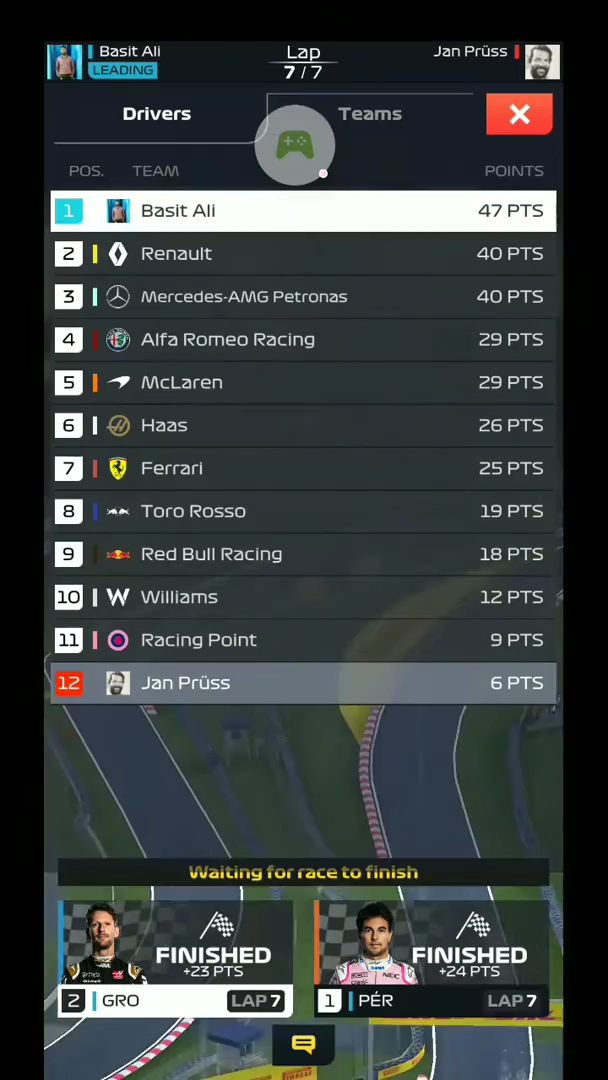 Basit Ali
LEADING
Lap
7 / 7
Jan Prüss
Drivers
Teams
POS. TEAM POINTS
1 Basit Ali 47 PTS
2 Renault 40 PTS
3 Mercedes-AMG Petronas 40 PTS
4 Alfa Romeo Racing 29 PTS
5 McLaren 29 PTS
6 Haas 26 PTS
7 Ferrari 25 PTS
8 Toro Rosso 19 PTS
9 Red Bull Racing 18 PTS
10 Williams 12 PTS
11 Racing Point 9 PTS
12 Jan Prüss 6 PTS
Waiting for race to finish
FINISHED
+23 PTS
2 GRO LAP 7
FINISHED
+24 PTS
1 PÉR LAP 7